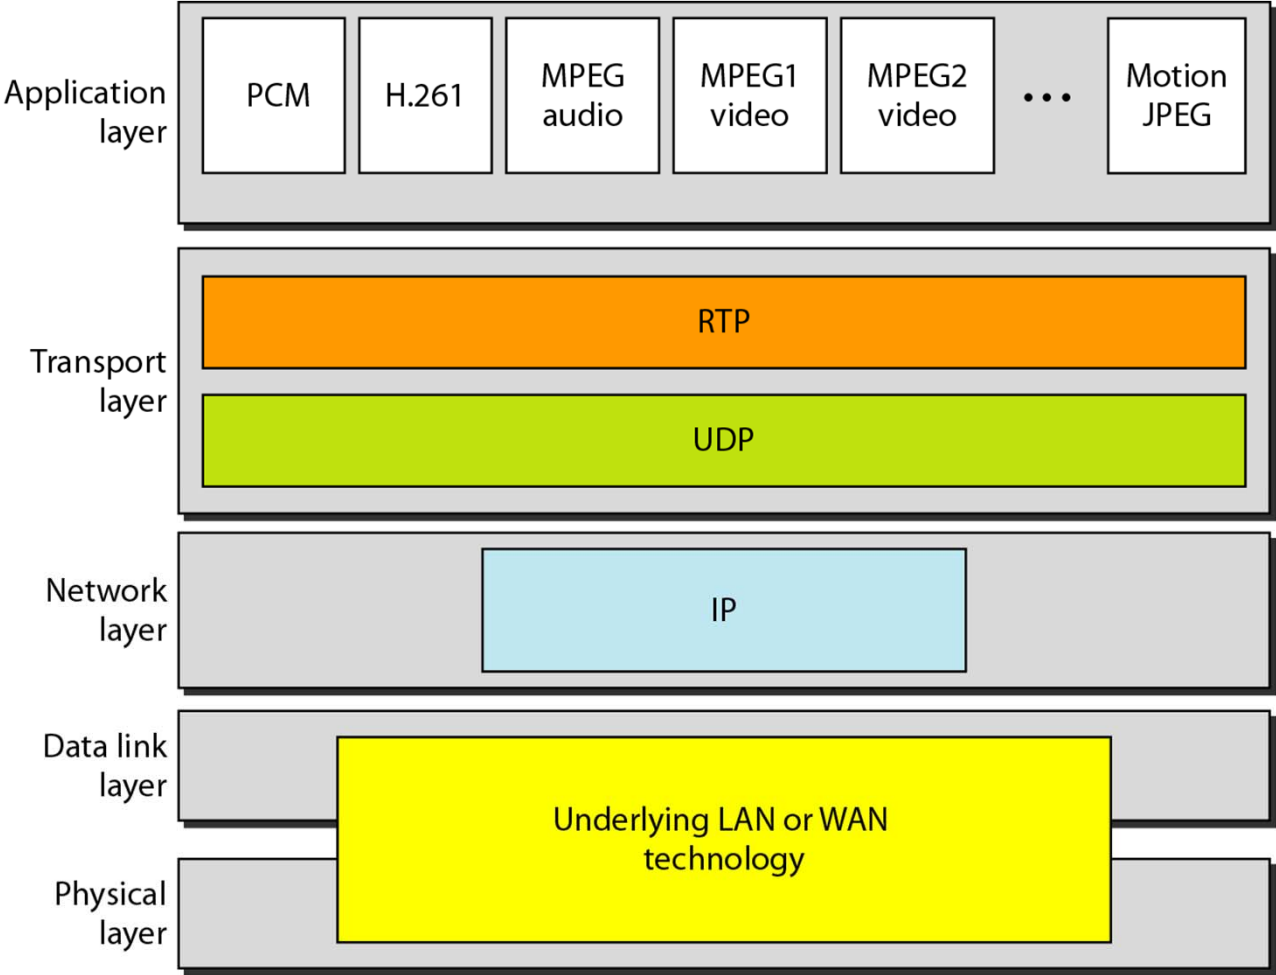 Application
layer
PCM
H.261
MPEG
audio
MPEG1
video
MPEG2
video
...
Motion
JPEG
Transport
layer
RTP
UDP
Network
layer
IP
Data link
layer
Underlying LAN or WAN
technology
Physical
layer